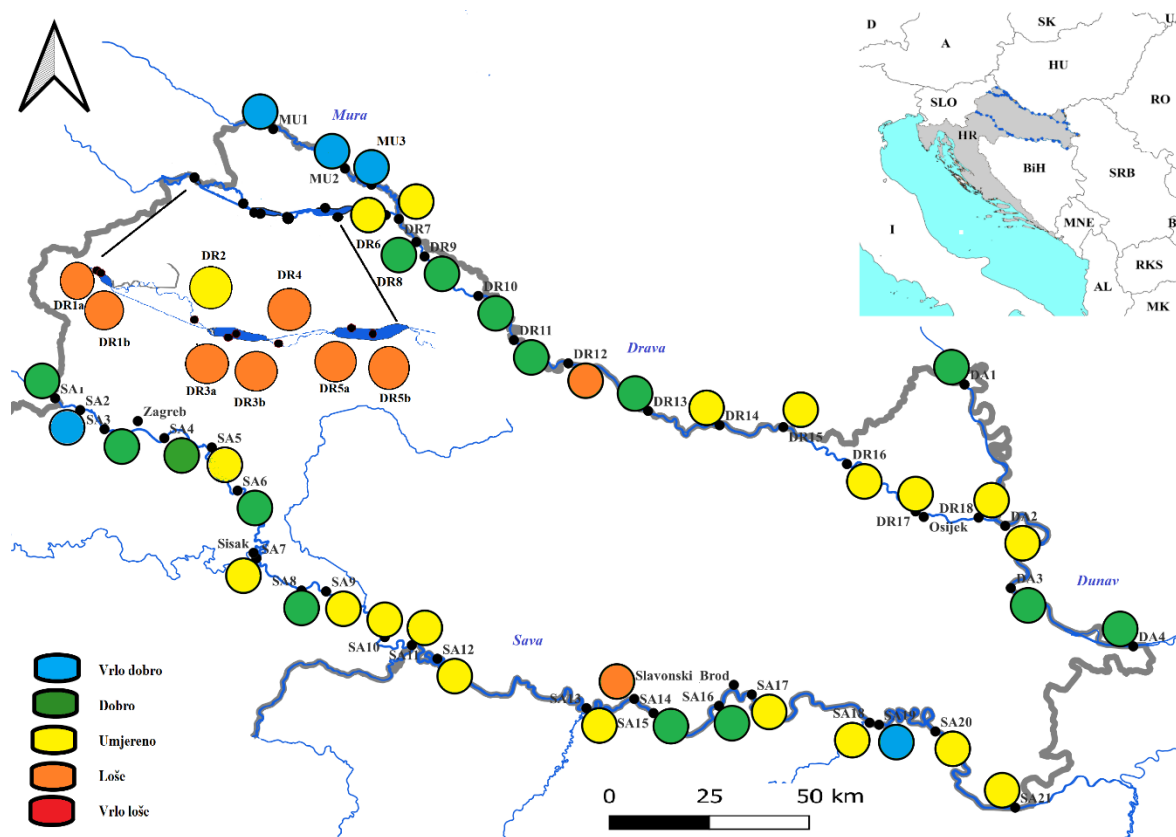 D
SK
U
A
HU
RO
SLO
HR
BiH
SRB
MNE
B
I
RKS
AL
MK
MU1
Mura
MU3
MU2
DR7
DR6
DR9
DR8
DR2
DR4
DR1a
DR1b
DR10
DR11
DR3a
DR3b
DR5a
DR5b
DR12
Drava
DA1
DR13
DR14
DR15
SA1
SA2
SA3
Zagreb
SA4
SA5
SA6
DR16
DR17
DR18
Osijek
DA2
Sisak
SA7
SA8
SA9
DA3
Dunav
DA4
SA10
SA11
SA12
Sava
Slavonski Brod
SA13
SA14
SA15
SA16
SA17
SA18
SA19
SA20
SA21
Vrlo dobro
Dobro
Umjereno
Loše
Vrlo loše
0 25 50 km